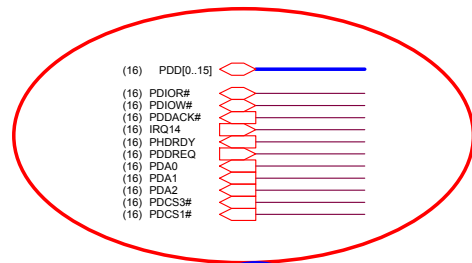 (16) PDD[0..15]
(16) PDIOR#
(16) PDIOW#
(16) PDDACK#
(16) IRQ14
(16) PHDRDY
(16) PDDREQ
(16) PDA0
(16) PDA1
(16) PDA2
(16) PDCS3#
(16) PDCS1#